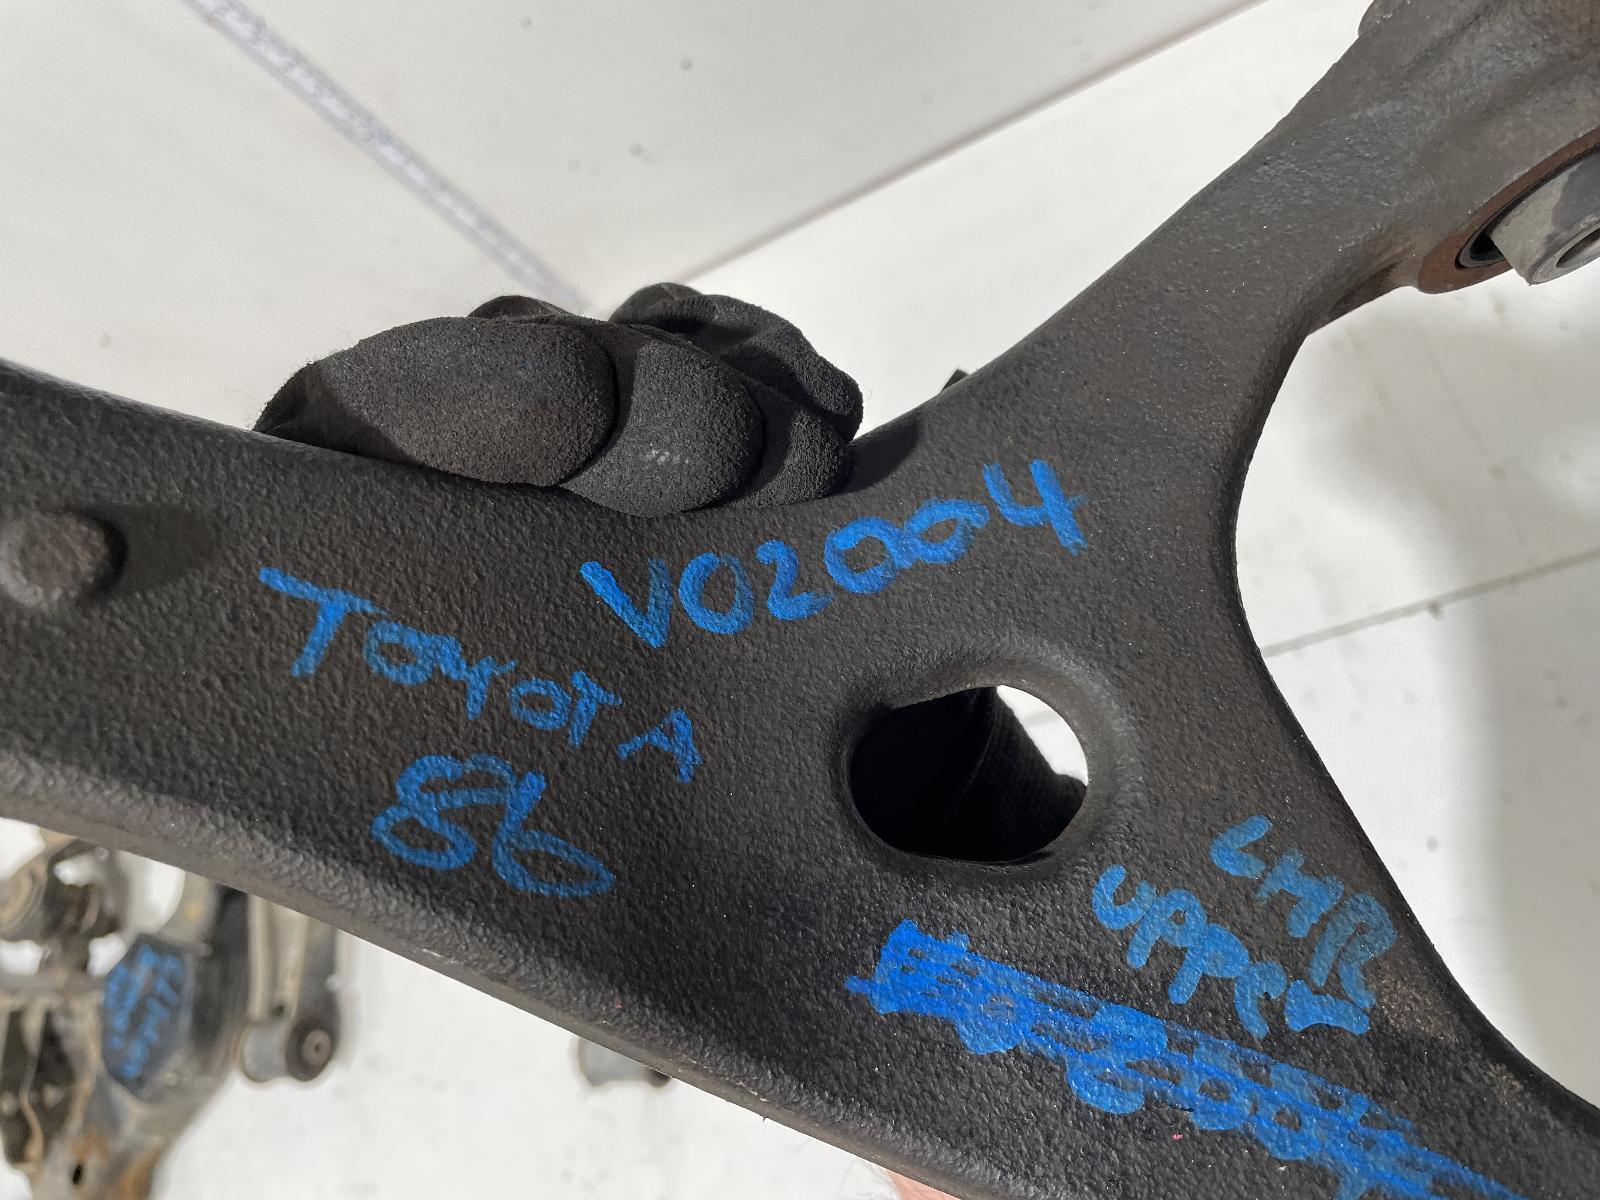 V02004
TOYOTA
86
LHR
UPPer